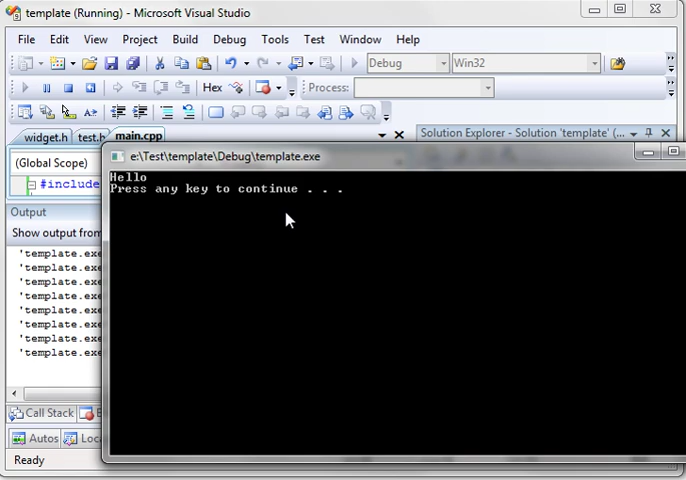 template (Running) - Microsoft Visual Studio
File Edit View Project Build Debug Tools Test Window Help
Debug Win32
Hex Process:
widget.h test.h main.cpp
Solution Explorer - Solution 'template'
(Global Scope)
e:\Test\template\Debug\template.exe
#include
Hello
Press any key to continue . . .
Output
Show output from
'template.exe
'template.exe
'template.exe
'template.exe
'template.exe
'template.exe
'template.exe
'template.exe
Call Stack
Autos
Ready